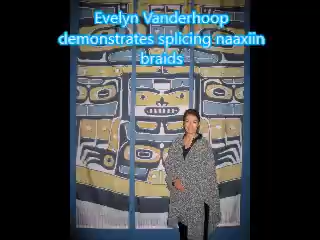 Evelyn Vanderhoop
demonstrates splicing naaxiin
braids